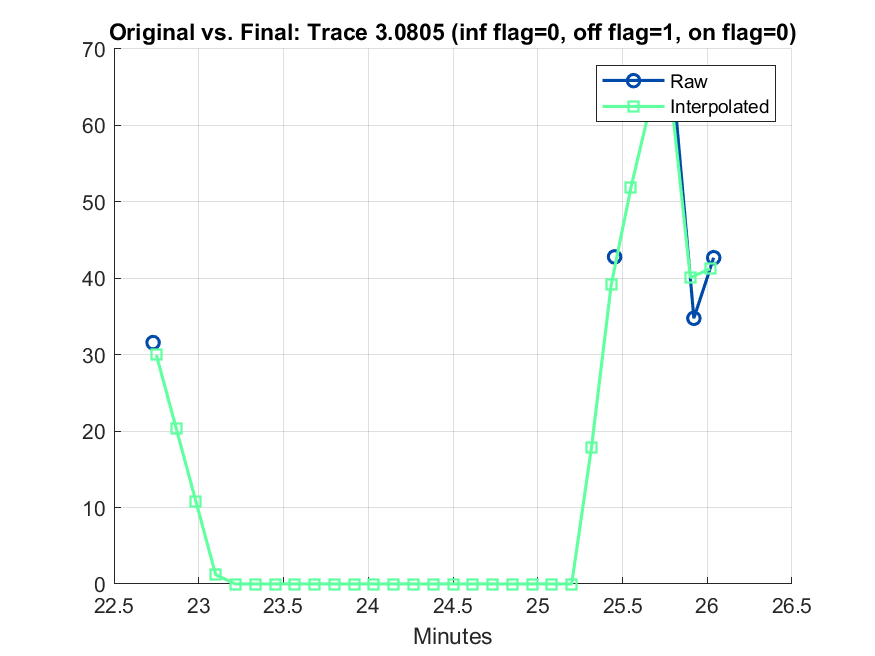 Original vs. Final: Trace 3.0805 (inf flag=0, off flag=1, on flag=0)
70
60
50
40
30
20
10
0
Raw
Interpolated
22.5 23 23.5 24 24.5 25 25.5 26 26.5
Minutes